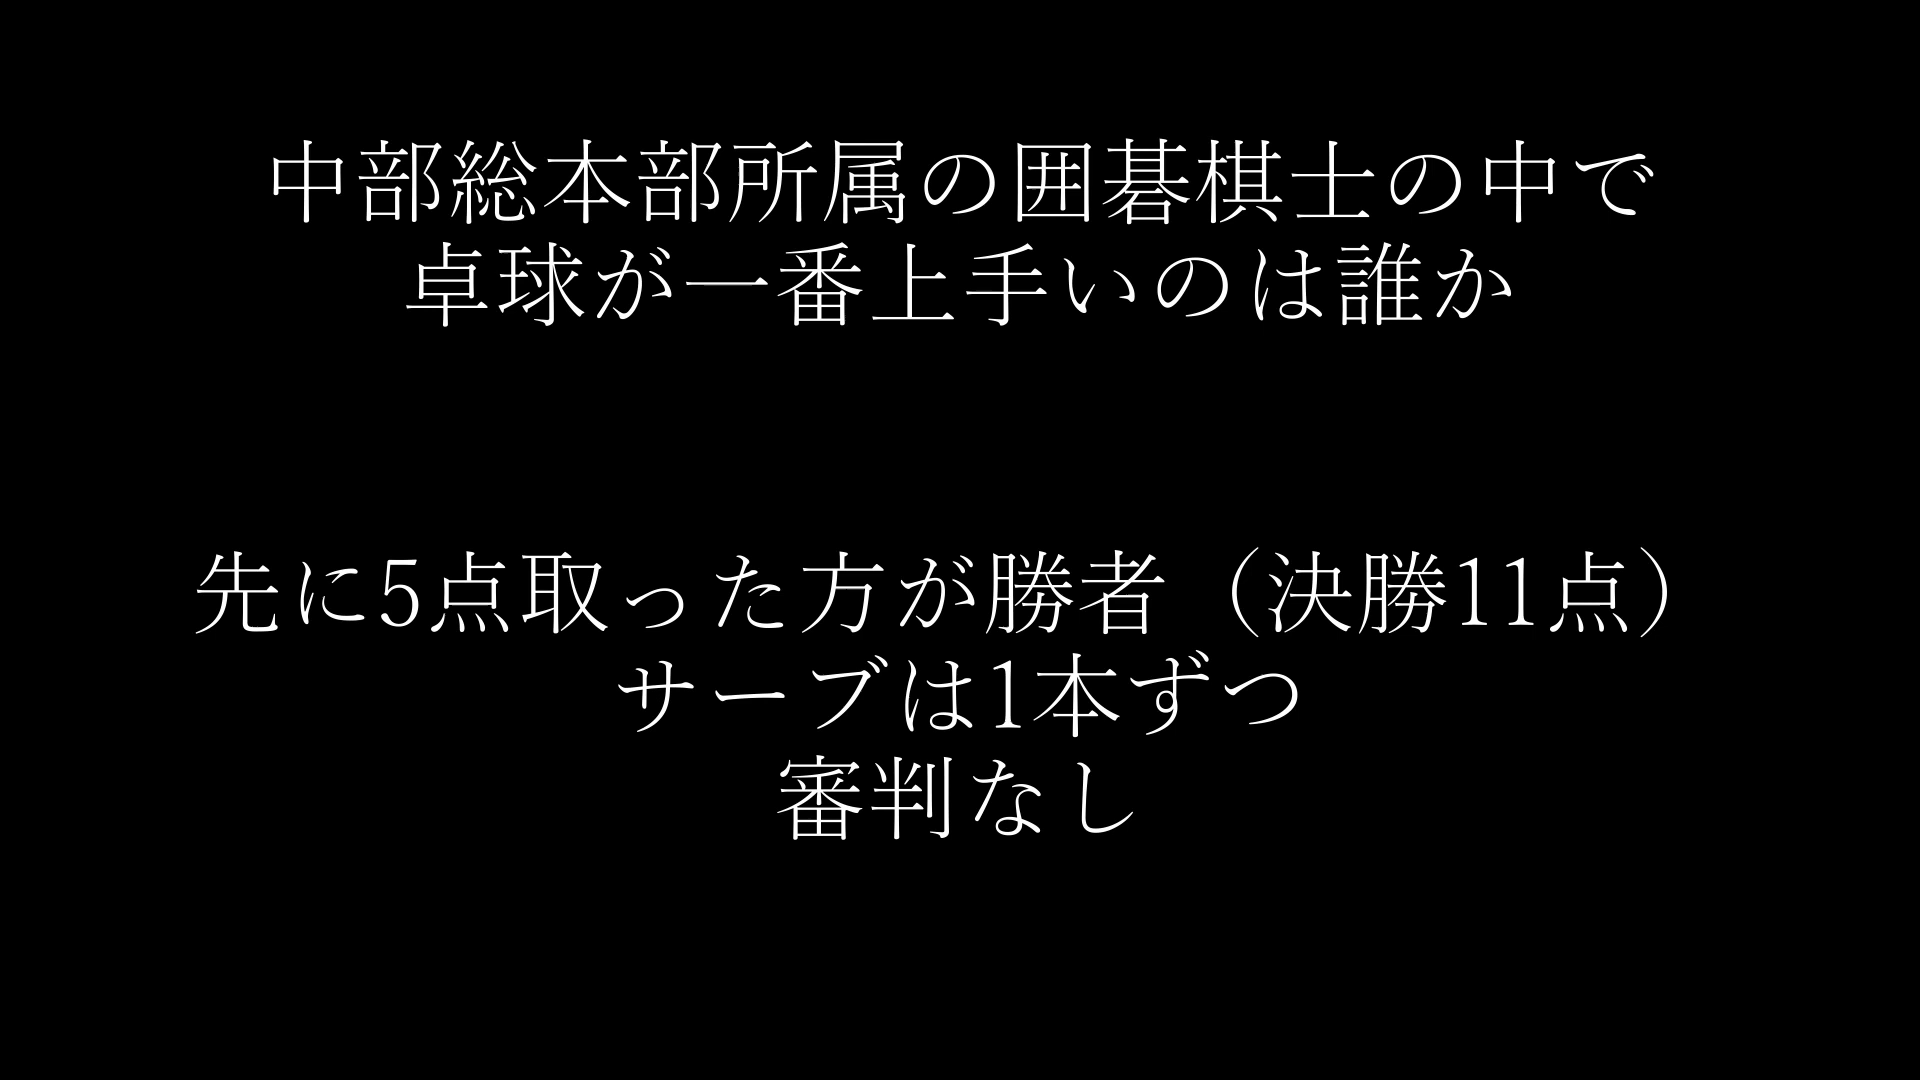 中部総本部所属の囲碁棋士の中で
卓球が一番上手いのは誰か
先に5点取った方が勝者（決勝11点）
サーブは1本ずつ
審判なし